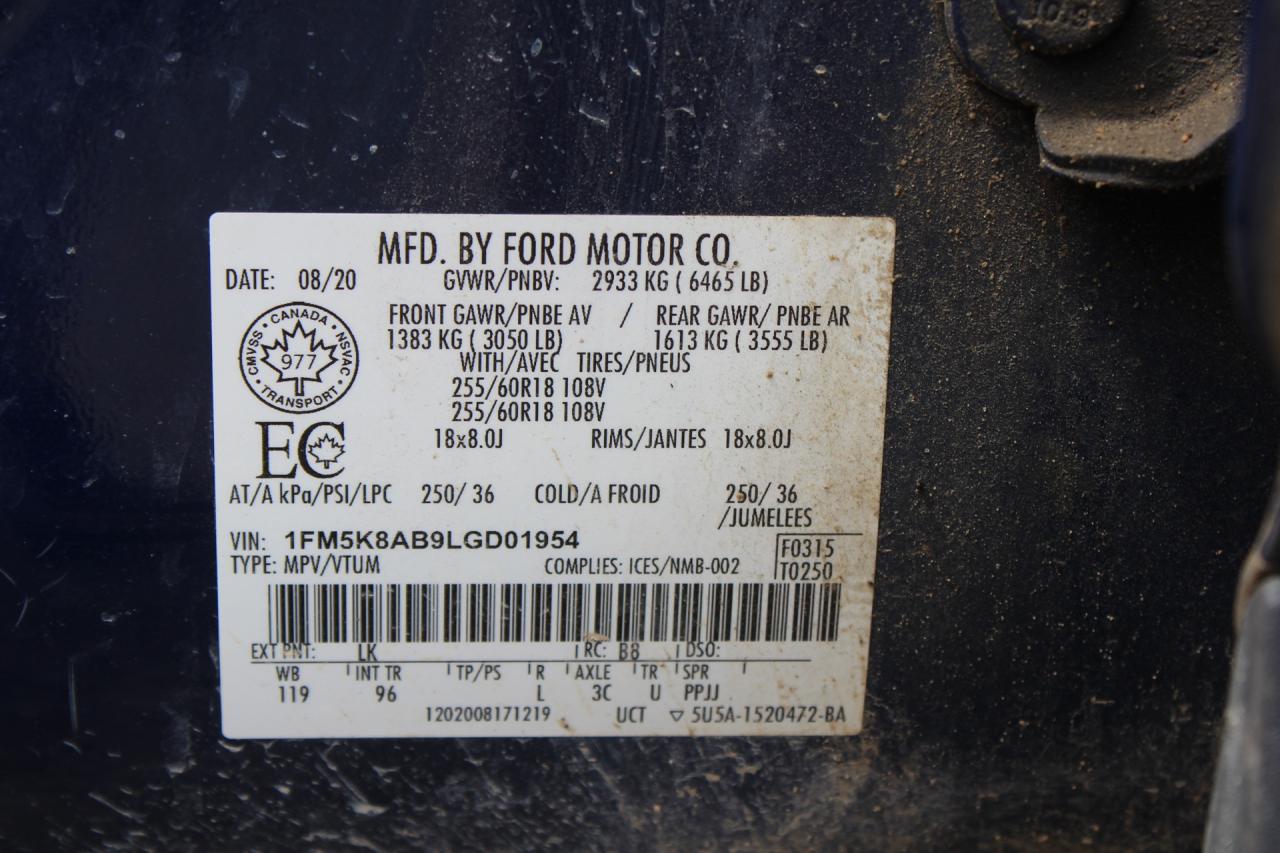 10.9
MFD. BY FORD MOTOR CO.
DATE: 08/20 GVWR/PNBV: 2933 KG ( 6465 LB)
FRONT GAWR/PNBE AV / REAR GAWR/ PNBE AR
1383 KG ( 3050 LB) 1613 KG ( 3555 LB)
WITH/AVEC TIRES/PNEUS
255/60R18 108V
255/60R18 108V
18x8.0J RIMS/JANTES 18x8.0J
CANADA
CMVSS 977 NSVAC
TRANSPORT
EC
AT/A kPa/PSI/LPC 250/ 36 COLD/A FROID 250/ 36
/JUMELEES
VIN: 1FM5K8AB9LGD01954
F0315
TYPE: MPV/VTUM COMPLIES: ICES/NMB-002
T0250
EXT PNT: LK RC: B8 DSO:
WB INT TR TP/PS R AXLE TR SPR
119 96 L 3C U PPJJ
1202008171219 UCT ▽ 5U5A-1520472-BA